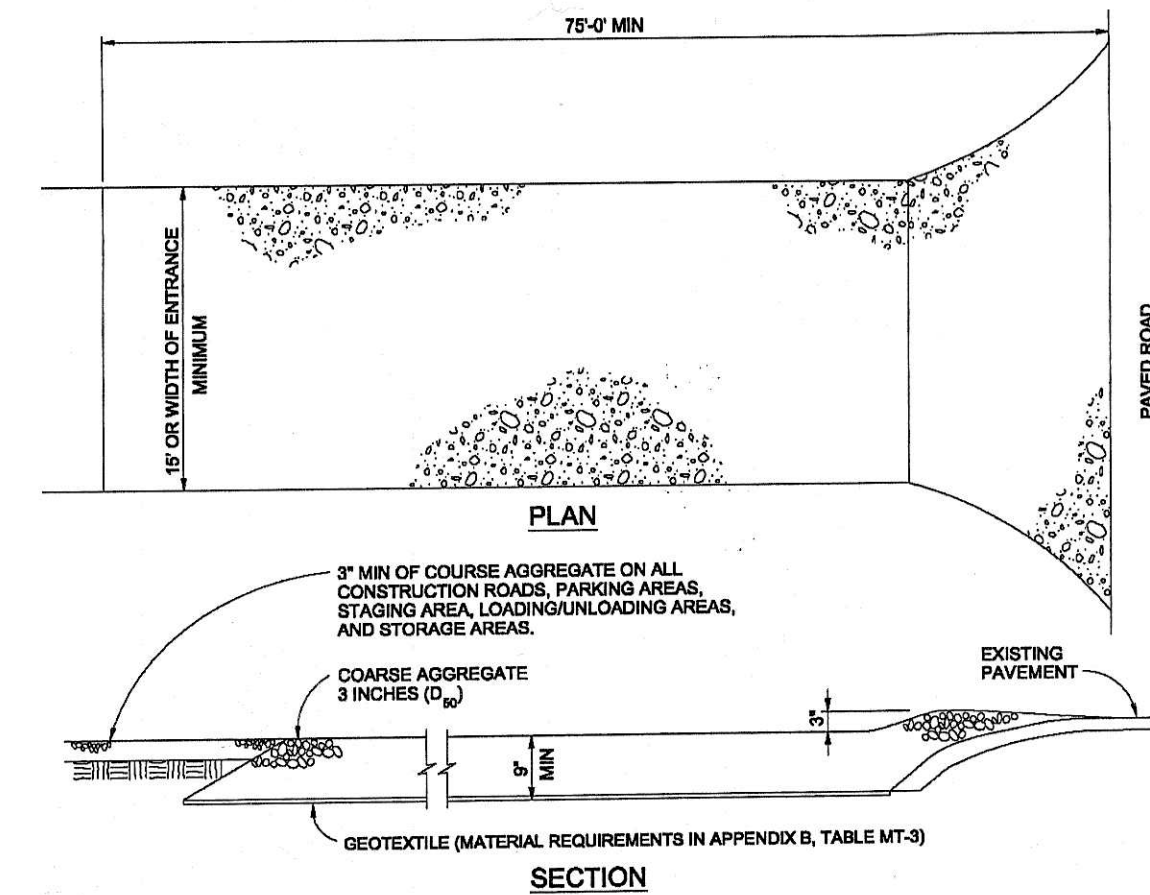 75'-0' MIN
15' OR WIDTH OF ENTRANCE
MINIMUM
PAVED ROAD
PLAN
3" MIN OF COURSE AGGREGATE ON ALL
CONSTRUCTION ROADS, PARKING AREAS,
STAGING AREA, LOADING/UNLOADING AREAS,
AND STORAGE AREAS.
COARSE AGGREGATE
3 INCHES (D50)
EXISTING
PAVEMENT
3"
9"
MIN
GEOTEXTILE (MATERIAL REQUIREMENTS IN APPENDIX B, TABLE MT-3)
SECTION